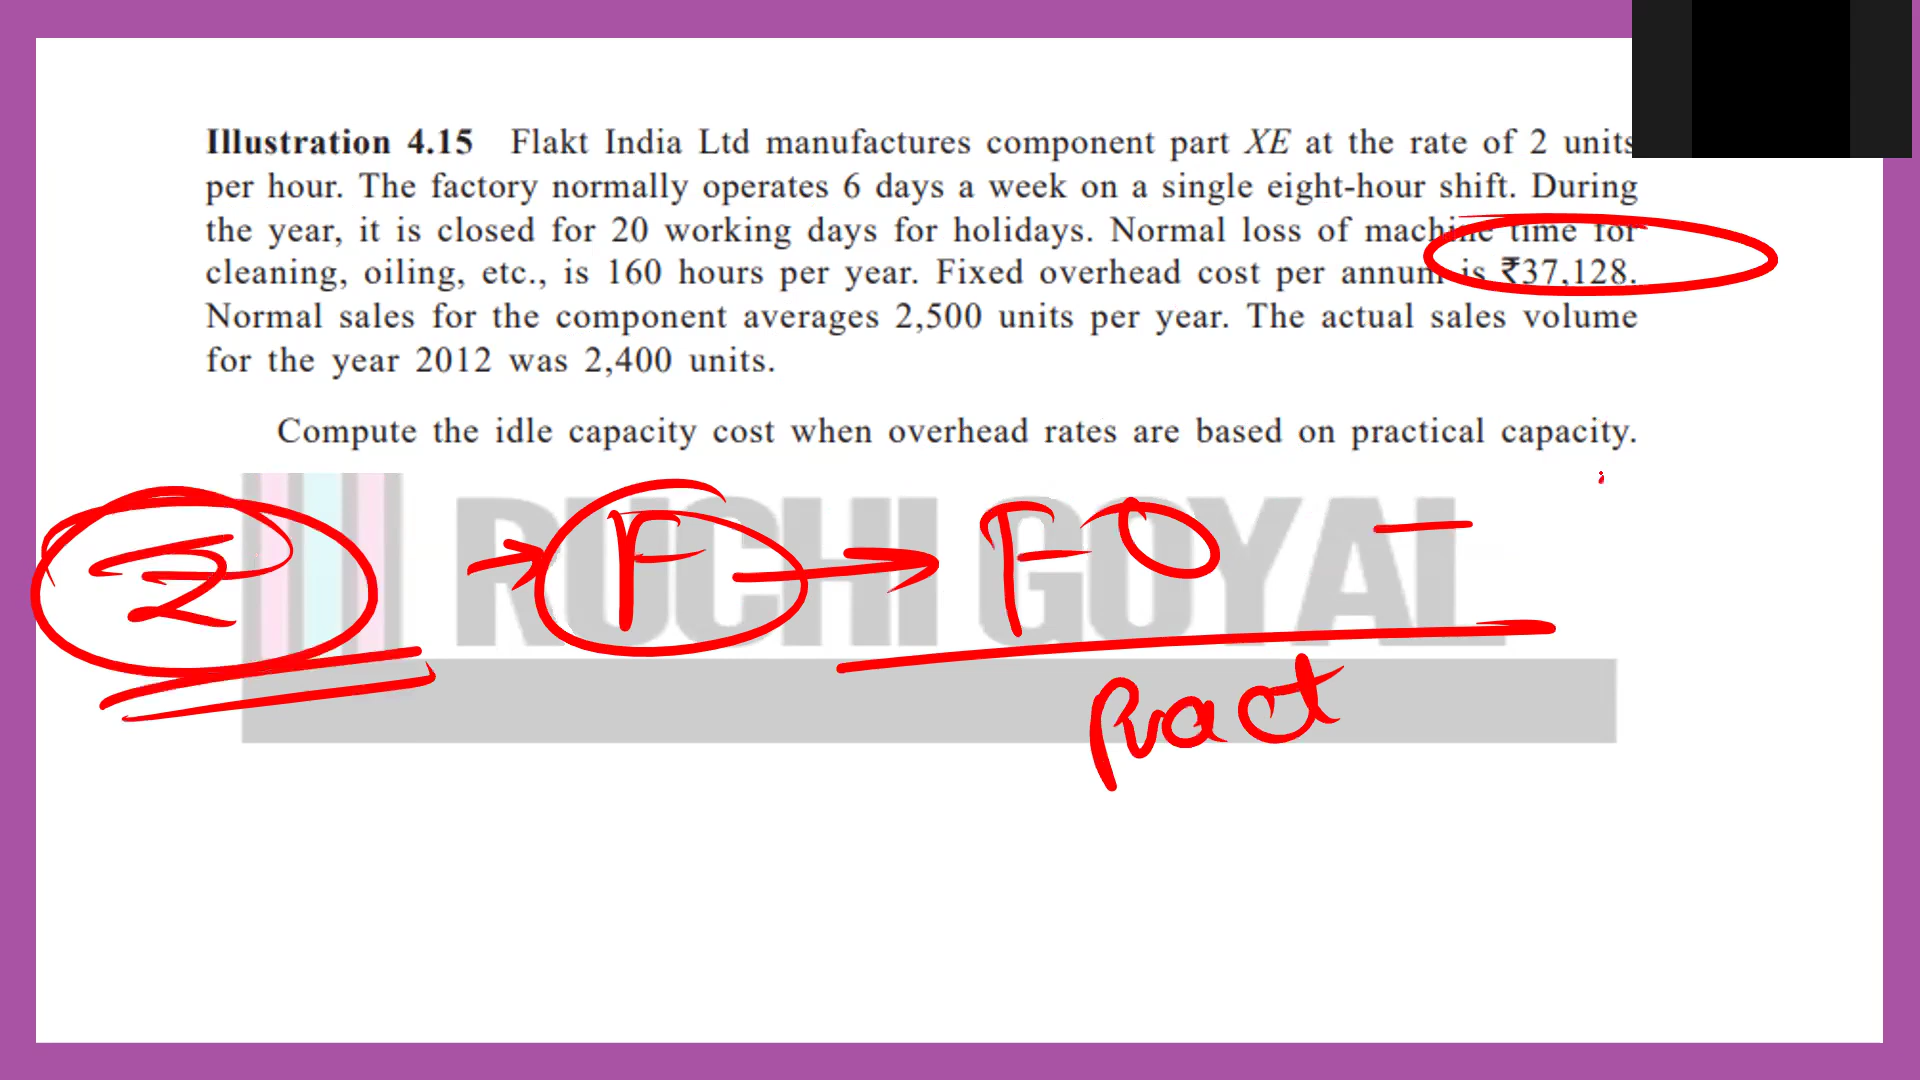 Illustration 4.15 Flakt India Ltd manufactures component part XE at the rate of 2 units
per hour. The factory normally operates 6 days a week on a single eight-hour shift. During
the year, it is closed for 20 working days for holidays. Normal loss of machine time for
cleaning, oiling, etc., is 160 hours per year. Fixed overhead cost per annum is ₹37,128.
Normal sales for the component averages 2,500 units per year. The actual sales volume
for the year 2012 was 2,400 units.
Compute the idle capacity cost when overhead rates are based on practical capacity.
RUCHI GOYAL
F → FO -
Pract